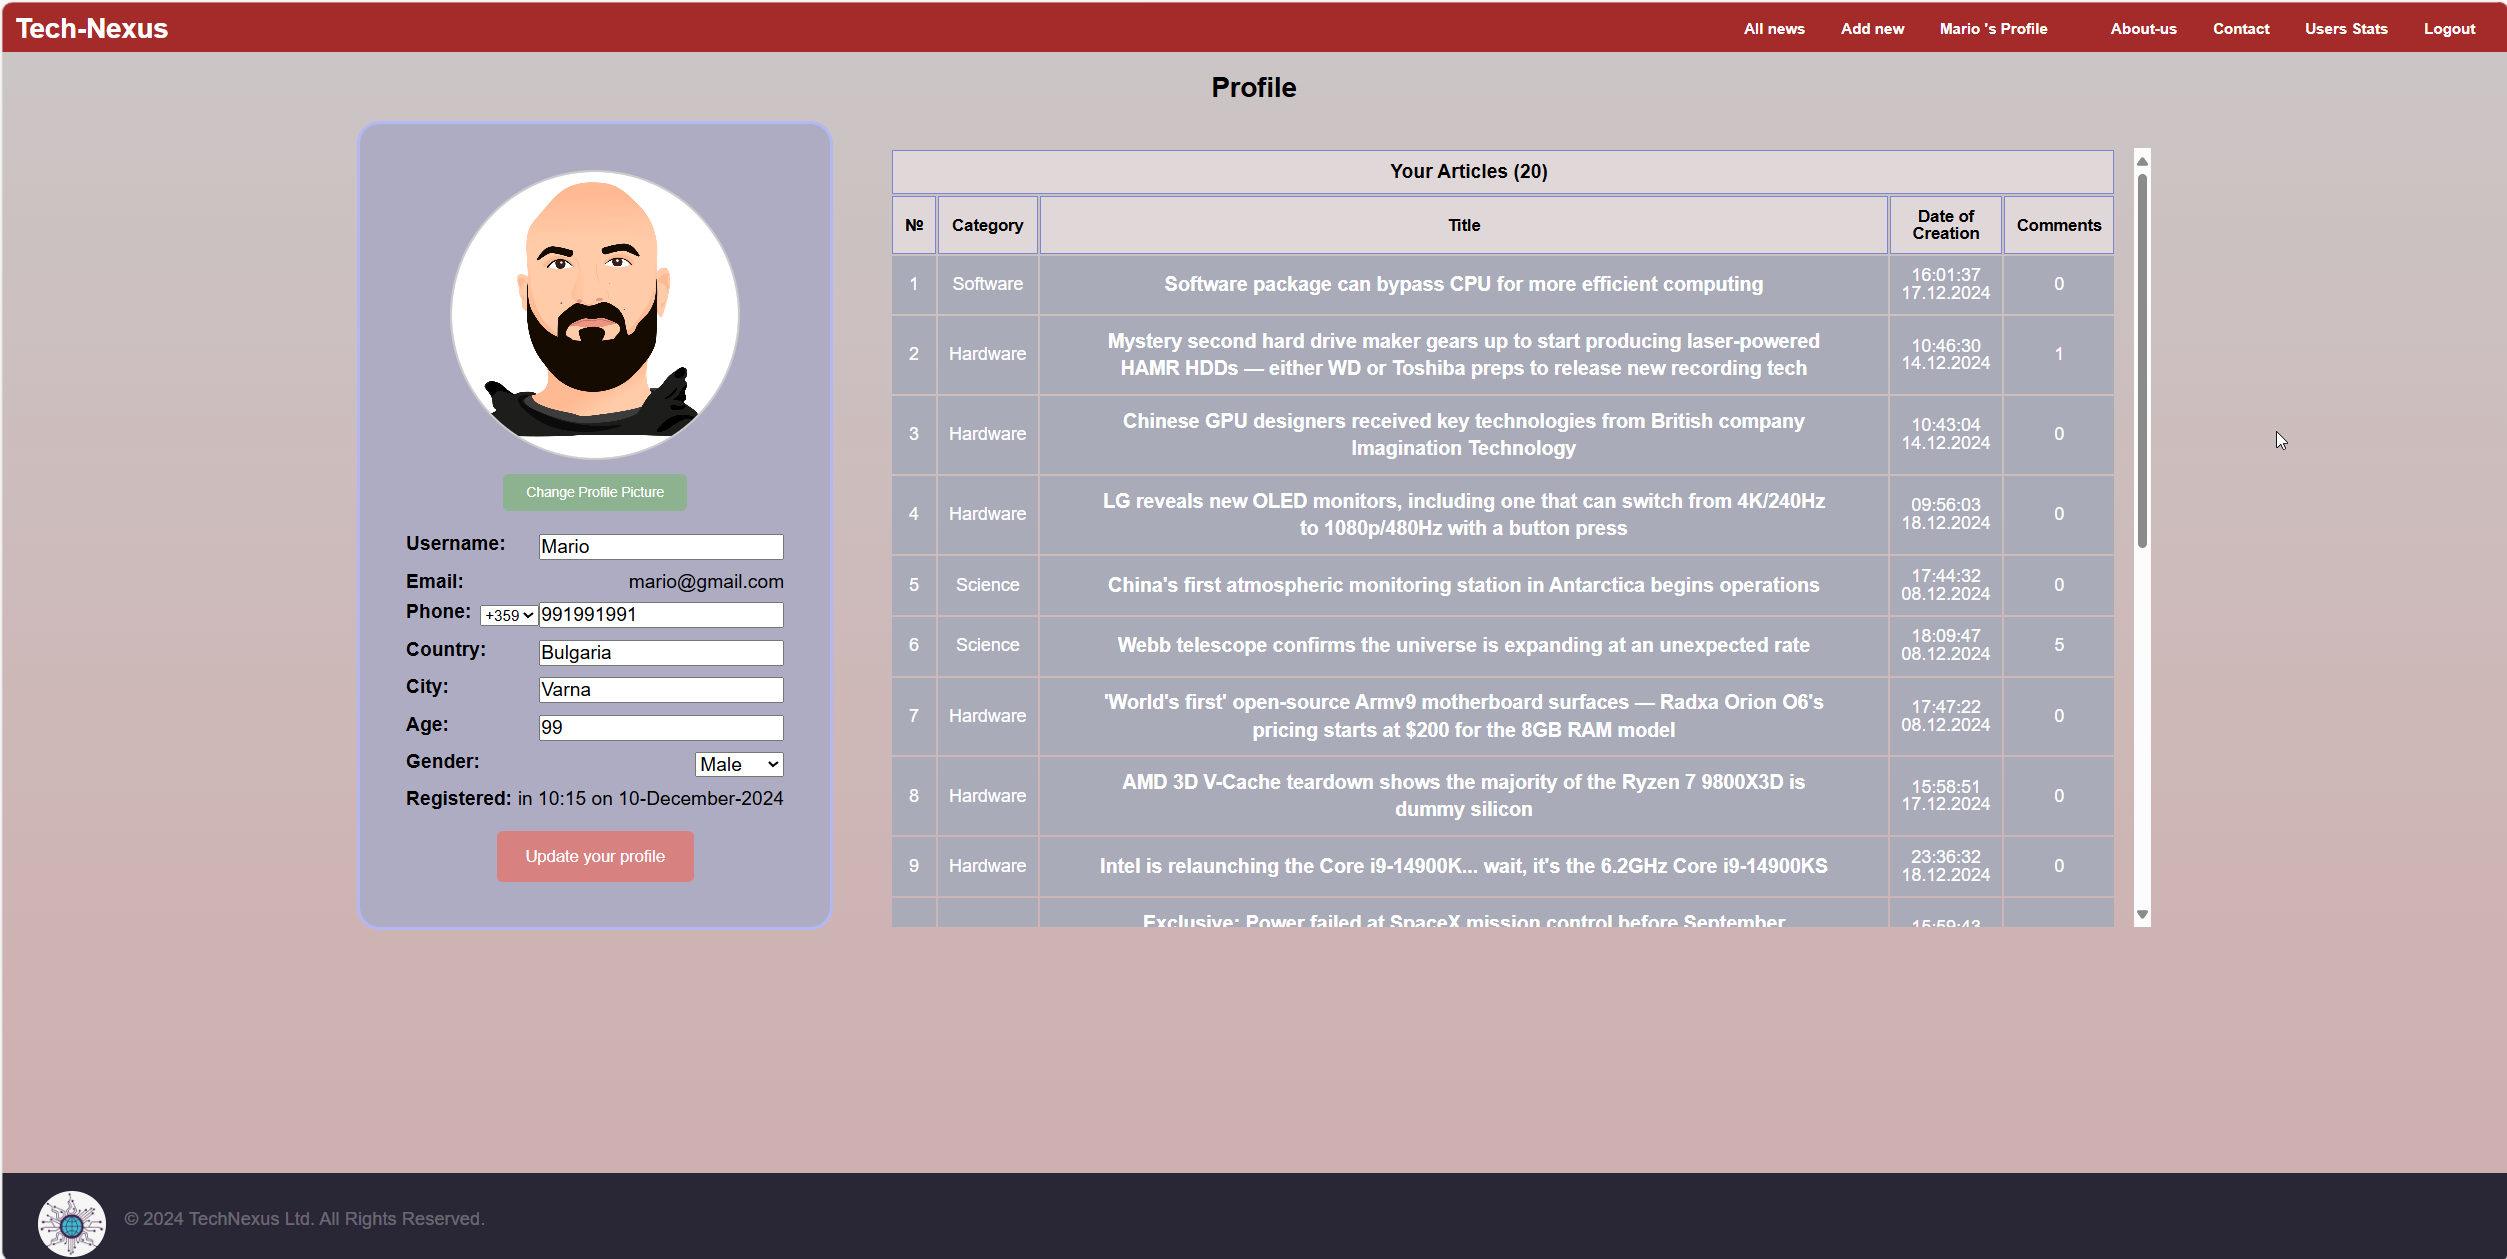 Tech-Nexus
All news Add new Mario 's Profile About-us Contact Users Stats Logout
Profile
Change Profile Picture
Username: Mario
Email: mario@gmail.com
Phone: +359 991991991
Country: Bulgaria
City: Varna
Age: 99
Gender: Male
Registered: in 10:15 on 10-December-2024
Update your profile
Your Articles (20)
№ Category Title Date of
Creation Comments
1 Software Software package can bypass CPU for more efficient computing 16:01:37
17.12.2024 0
2 Hardware Mystery second hard drive maker gears up to start producing laser-powered
HAMR HDDs — either WD or Toshiba preps to release new recording tech 10:46:30
14.12.2024 1
3 Hardware Chinese GPU designers received key technologies from British company
Imagination Technology 10:43:04
14.12.2024 0
4 Hardware LG reveals new OLED monitors, including one that can switch from 4K/240Hz
to 1080p/480Hz with a button press 09:56:03
18.12.2024 0
5 Science China's first atmospheric monitoring station in Antarctica begins operations 17:44:32
08.12.2024 0
6 Science Webb telescope confirms the universe is expanding at an unexpected rate 18:09:47
08.12.2024 5
7 Hardware 'World's first' open-source Armv9 motherboard surfaces — Radxa Orion O6's
pricing starts at $200 for the 8GB RAM model 17:47:22
08.12.2024 0
8 Hardware AMD 3D V-Cache teardown shows the majority of the Ryzen 7 9800X3D is
dummy silicon 15:58:51
17.12.2024 0
9 Hardware Intel is relaunching the Core i9-14900K... wait, it's the 6.2GHz Core i9-14900KS 23:36:32
18.12.2024 0
Exclusive: Power failed at SpaceX mission control before September 15:59:43
© 2024 TechNexus Ltd. All Rights Reserved.